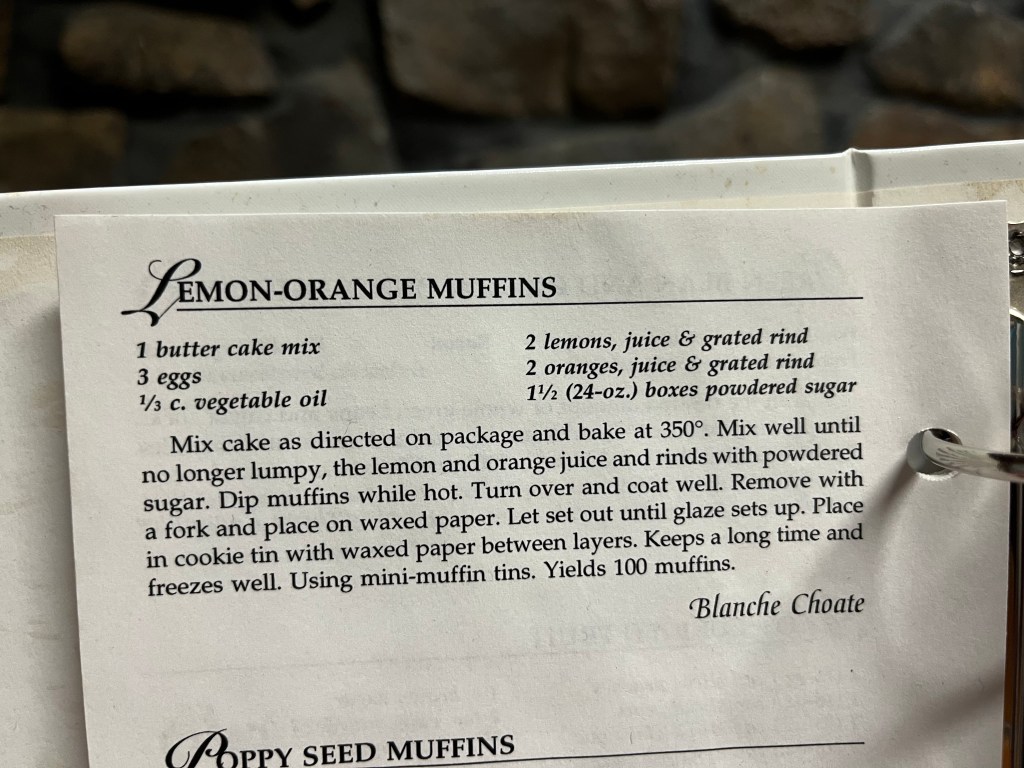 LEMON-ORANGE MUFFINS
1 butter cake mix
3 eggs
⅓ c. vegetable oil
2 lemons, juice & grated rind
2 oranges, juice & grated rind
1½ (24-oz.) boxes powdered sugar
Mix cake as directed on package and bake at 350°. Mix well until
no longer lumpy, the lemon and orange juice and rinds with powdered
sugar. Dip muffins while hot. Turn over and coat well. Remove with
a fork and place on waxed paper. Let set out until glaze sets up. Place
in cookie tin with waxed paper between layers. Keeps a long time and
freezes well. Using mini-muffin tins. Yields 100 muffins.
Blanche Choate
POPPY SEED MUFFINS